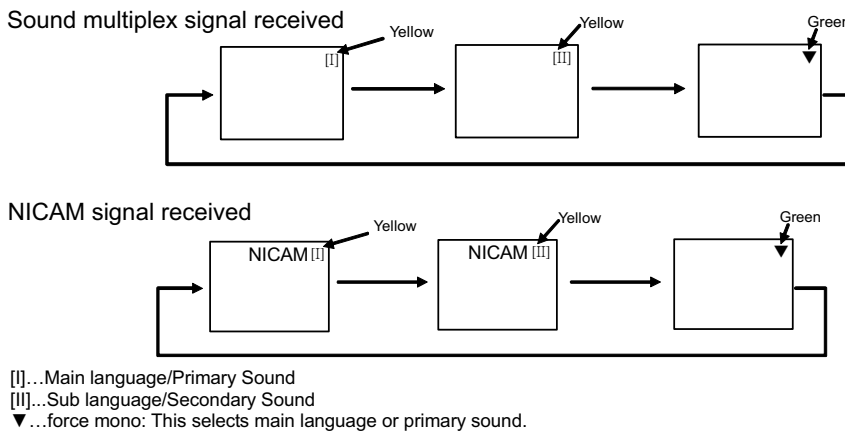 Sound multiplex signal received
Yellow
Yellow
Green
[I]
[II]
▼
NICAM signal received
Yellow
Yellow
Green
NICAM [I]
NICAM [II]
▼
[I]…Main language/Primary Sound
[II]...Sub language/Secondary Sound
▼…force mono: This selects main language or primary sound.